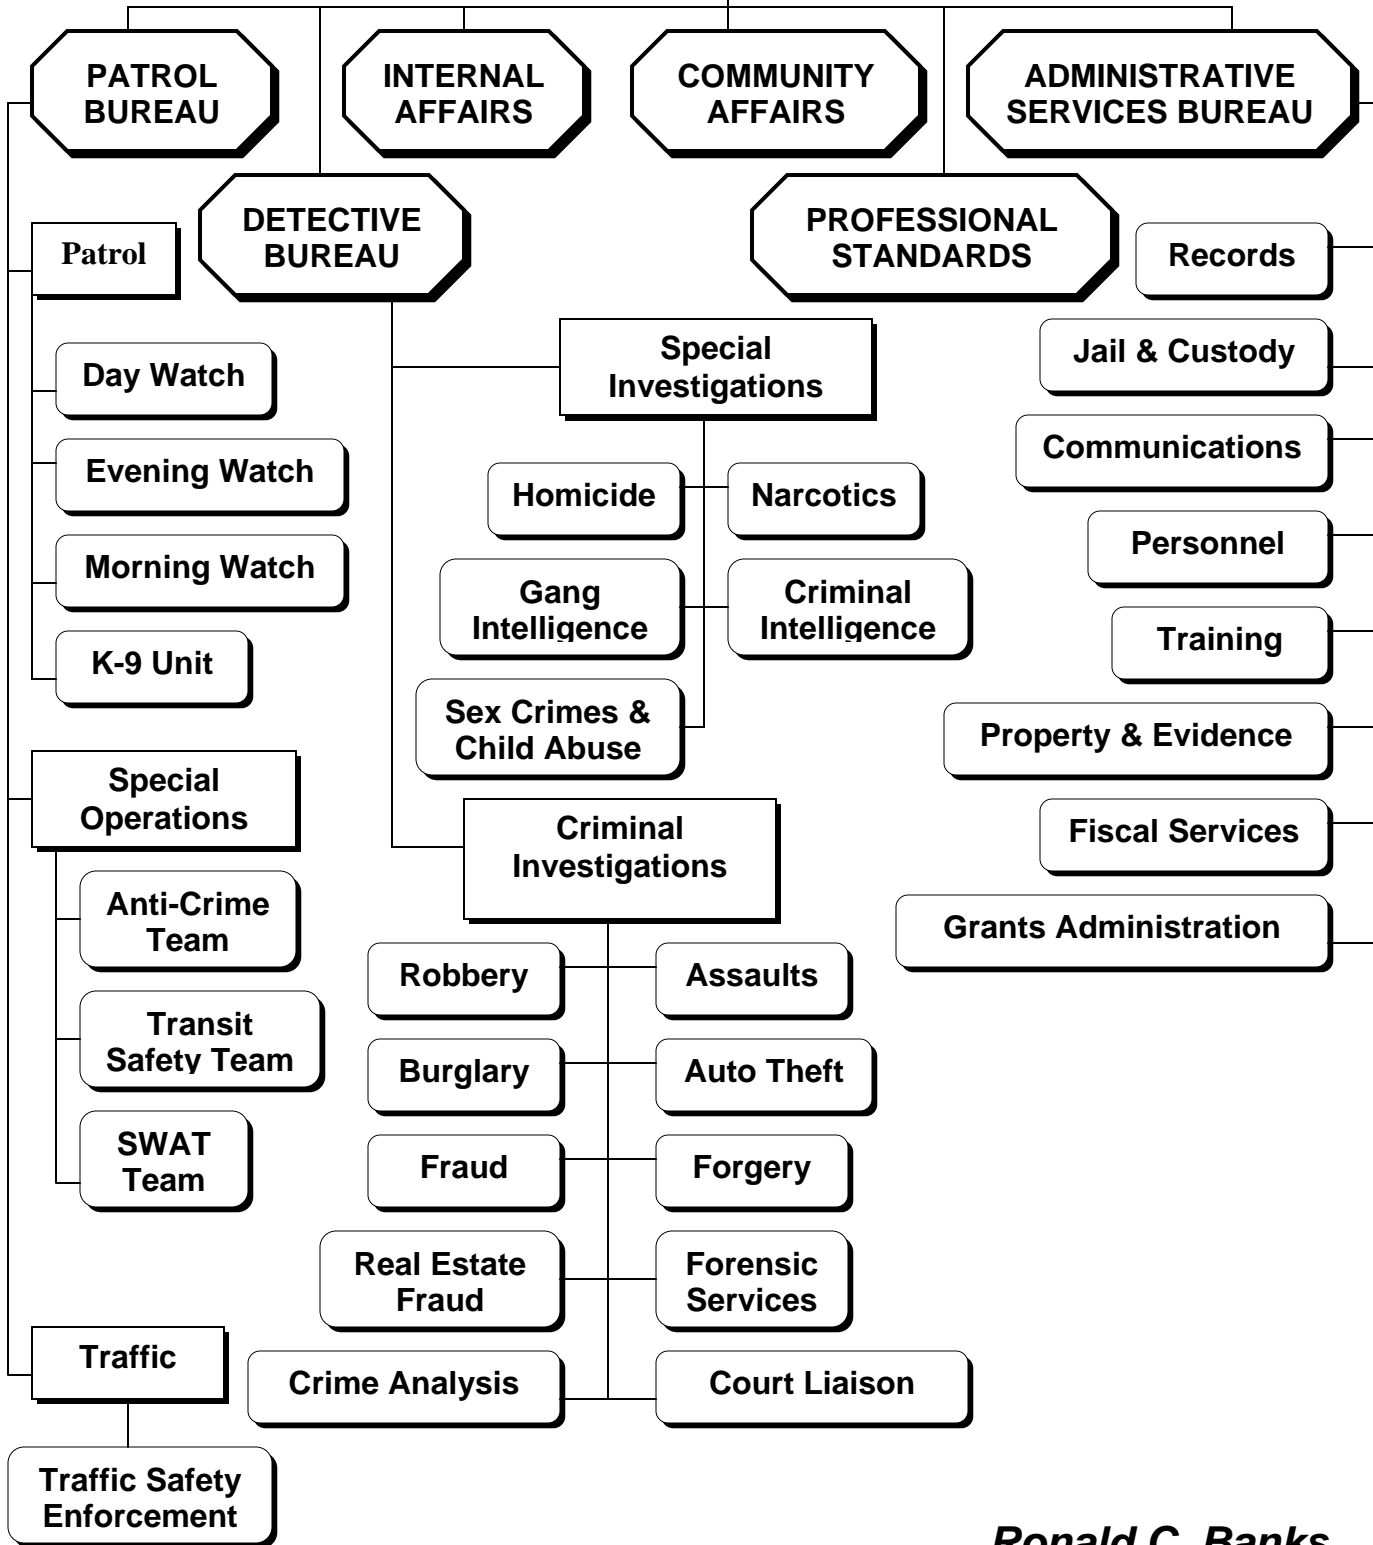 PATROL
BUREAU
INTERNAL
AFFAIRS
COMMUNITY
AFFAIRS
ADMINISTRATIVE
SERVICES BUREAU
DETECTIVE
BUREAU
PROFESSIONAL
STANDARDS
Patrol
Day Watch
Evening Watch
Morning Watch
K-9 Unit
Special
Operations
Anti-Crime
Team
Transit
Safety Team
SWAT
Team
Traffic
Traffic Safety
Enforcement
Special
Investigations
Homicide
Narcotics
Gang
Intelligence
Criminal
Intelligence
Sex Crimes &
Child Abuse
Criminal
Investigations
Robbery
Assaults
Burglary
Auto Theft
Fraud
Forgery
Real Estate
Fraud
Forensic
Services
Crime Analysis
Court Liaison
Records
Jail & Custody
Communications
Personnel
Training
Property & Evidence
Fiscal Services
Grants Administration
Ronald C. Banks